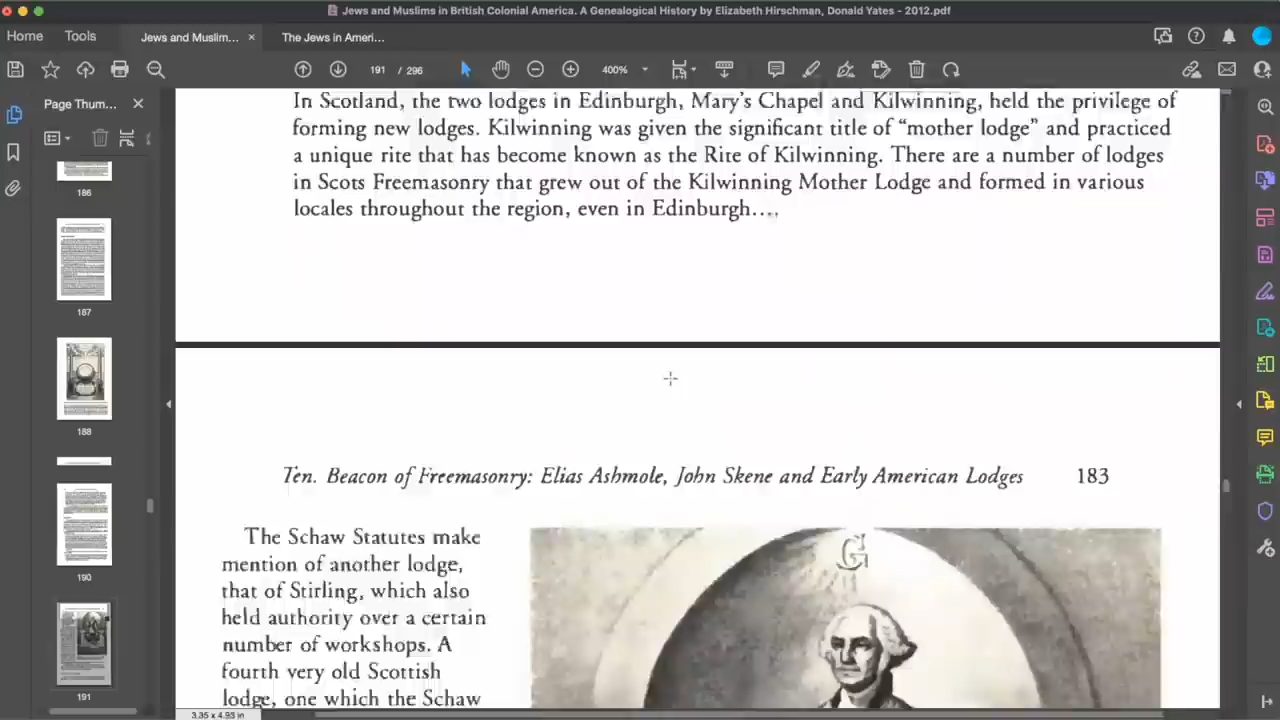 Jews and Muslims in British Colonial America. A Genealogical History by Elizabeth Hirschman, Donald Yates - 2012.pdf
Home Tools Jews and Muslim... × The Jews in Ameri...
191 / 296 400%
Page Thum...
186
187
188
190
191
In Scotland, the two lodges in Edinburgh, Mary's Chapel and Kilwinning, held the privilege of
forming new lodges. Kilwinning was given the significant title of “mother lodge” and practiced
a unique rite that has become known as the Rite of Kilwinning. There are a number of lodges
in Scots Freemasonry that grew out of the Kilwinning Mother Lodge and formed in various
locales throughout the region, even in Edinburgh....
Ten. Beacon of Freemasonry: Elias Ashmole, John Skene and Early American Lodges 183
The Schaw Statutes make
mention of another lodge,
that of Stirling, which also
held authority over a certain
number of workshops. A
fourth very old Scottish
lodge, one which the Schaw
G
3.35 x 4.93 in